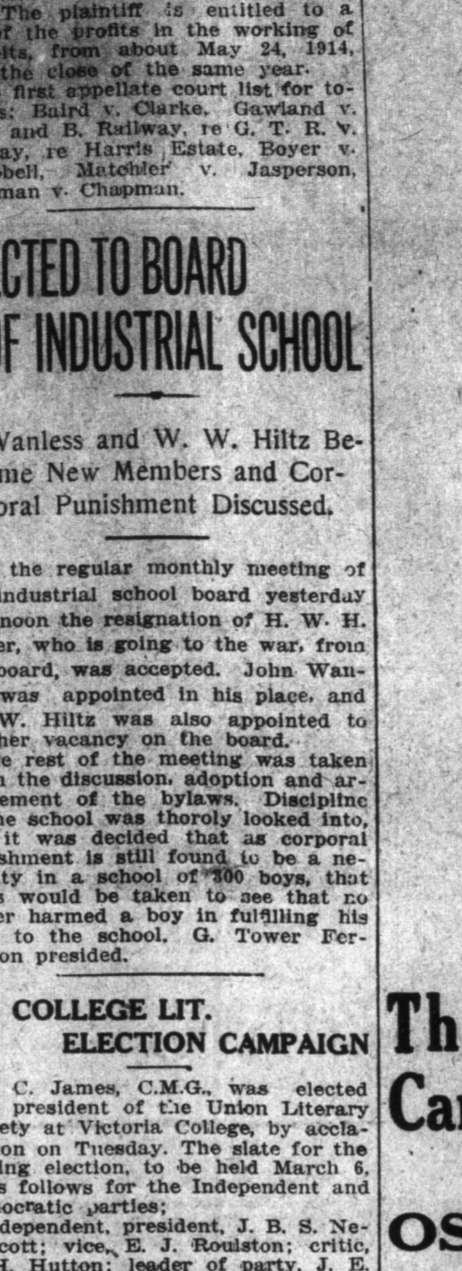 The plaintiff is entitled to a
f the profits in the working of
its, from about May 24, 1914,
the close of the same year.
first appellate court list for to-
s: Baird v. Clarke, Gawland v.
and B. Railway, re G. T. R. v.
ay, re Harris Estate, Boyer v.
bell, Matchler v. Jasperson,
man v. Chapman.
CTED TO BOARD
F INDUSTRIAL SCHOOL
Wanless and W. W. Hiltz Be-
me New Members and Cor-
oral Punishment Discussed.
the regular monthly meeting of
industrial school board yesterday
noon the resignation of H. W. H.
er, who is going to the war, from
board, was accepted. John Wan-
was appointed in his place, and
W. Hiltz was also appointed to
her vacancy on the board.
e rest of the meeting was taken
n the discussion, adoption and ar-
ement of the bylaws. Discipline
he school was thoroly looked into,
it was decided that as corporal
shment is still found to be a ne-
ty in a school of 300 boys, that
s would be taken to see that no
er harmed a boy in fulfilling his
to the school. G. Tower Fer-
on presided.
COLLEGE LIT.
ELECTION CAMPAIGN
C. James, C.M.G., was elected
president of the Union Literary
ety at Victoria College, by accla-
on on Tuesday. The slate for the
ing election, to be held March 6,
s follows for the Independent and
ocratic parties;
dependent, president, J. B. S. Ne-
cott; vice, E. J. Roulston; critic,
H. Hutton; leader of party, J. E.
Th
Car
OS